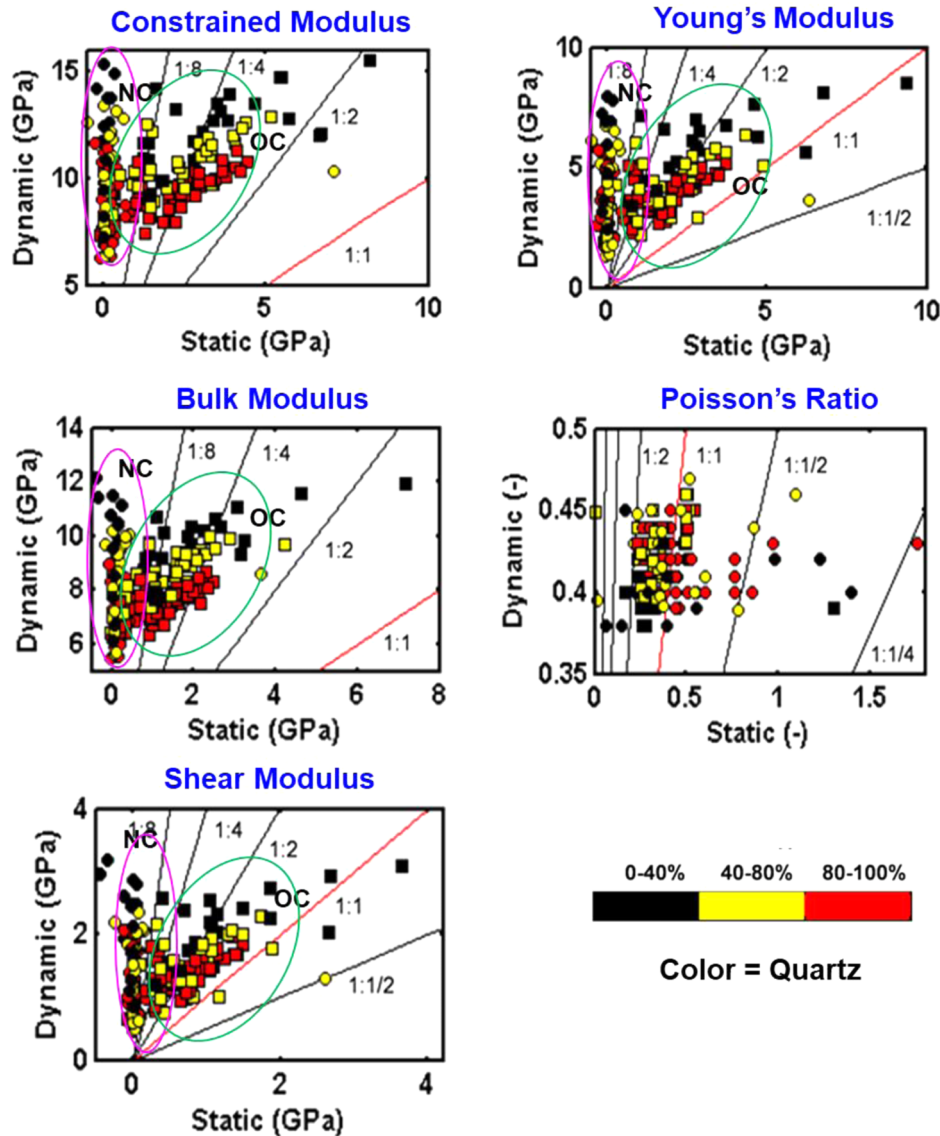 Constrained Modulus
Dynamic (GPa)
15
10
5
NC
1:8
1:4
1:2
OC
1:1
0
5
10
Static (GPa)
Young's Modulus
Dynamic (GPa)
10
5
0
1:8
NC
1:4
1:2
1:1
OC
1:1/2
0
5
10
Static (GPa)
Bulk Modulus
Dynamic (GPa)
14
12
10
8
6
NC
1:8
1:4
OC
1:2
1:1
0
2
4
6
8
Static (GPa)
Poisson's Ratio
Dynamic (-)
0.5
0.45
0.4
0.35
1:2
1:1
1:1/2
1:1/4
0
0.5
1
1.5
Static (-)
Shear Modulus
Dynamic (GPa)
4
2
0
NC
1:8
1:4
1:2
OC
1:1
1:1/2
0
2
4
Static (GPa)
0-40%
40-80%
80-100%
Color = Quartz